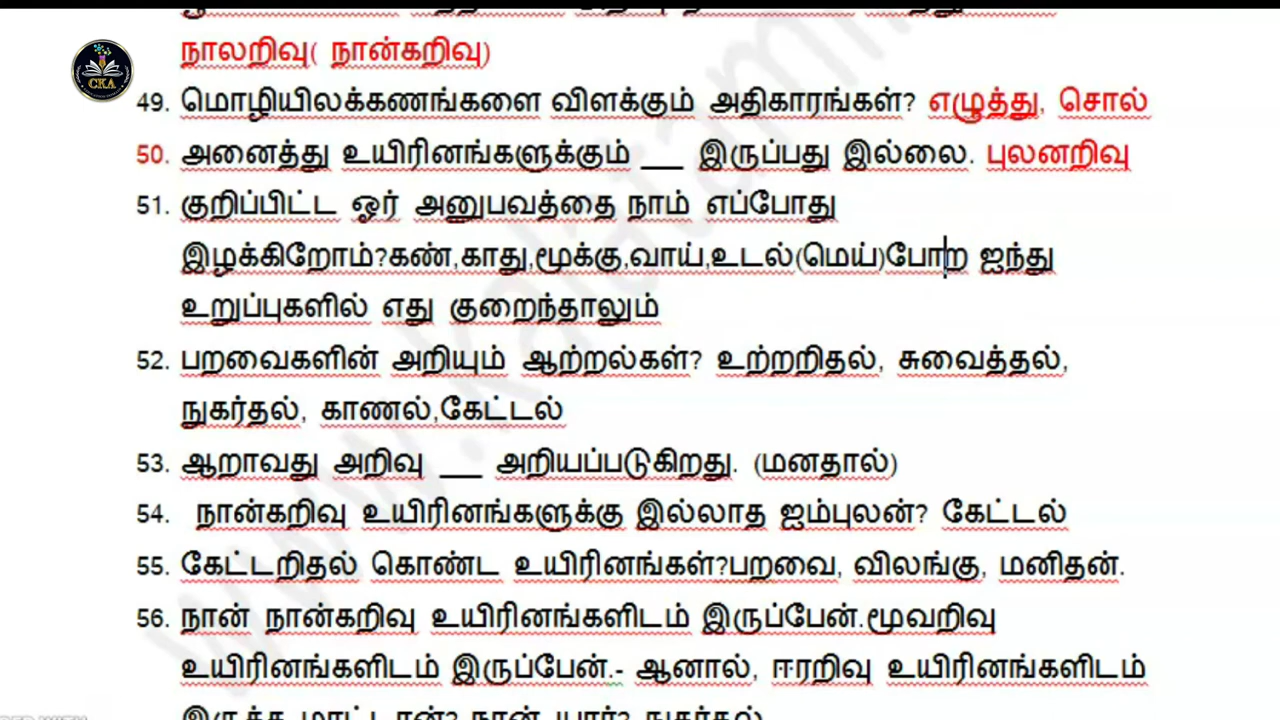 நாலறிவு( நான்கறிவு)
CKA
49. மொழியிலக்கணங்களை விளக்கும் அதிகாரங்கள்? எழுத்து, சொல்
50. அனைத்து உயிரினங்களுக்கும் ___ இருப்பது இல்லை. புலனறிவு
51. குறிப்பிட்ட ஓர் அனுபவத்தை நாம் எப்போது
இழக்கிறோம்?கண்,காது,மூக்கு,வாய்,உடல்(மெய்)போற ஐந்து
உறுப்புகளில் எது குறைந்தாலும்
52. பறவைகளின் அறியும் ஆற்றல்கள்? உற்றறிதல், சுவைத்தல்,
நுகர்தல், காணல்,கேட்டல்
53. ஆறாவது அறிவு ___ அறியப்படுகிறது. (மனதால்)
54. நான்கறிவு உயிரினங்களுக்கு இல்லாத ஐம்புலன்? கேட்டல்
55. கேட்டறிதல் கொண்ட உயிரினங்கள்?பறவை, விலங்கு, மனிதன்.
56. நான் நான்கறிவு உயிரினங்களிடம் இருப்பேன்.மூவறிவு
உயிரினங்களிடம் இருப்பேன்.- ஆனால், ஈரறிவு உயிரினங்களிடம்